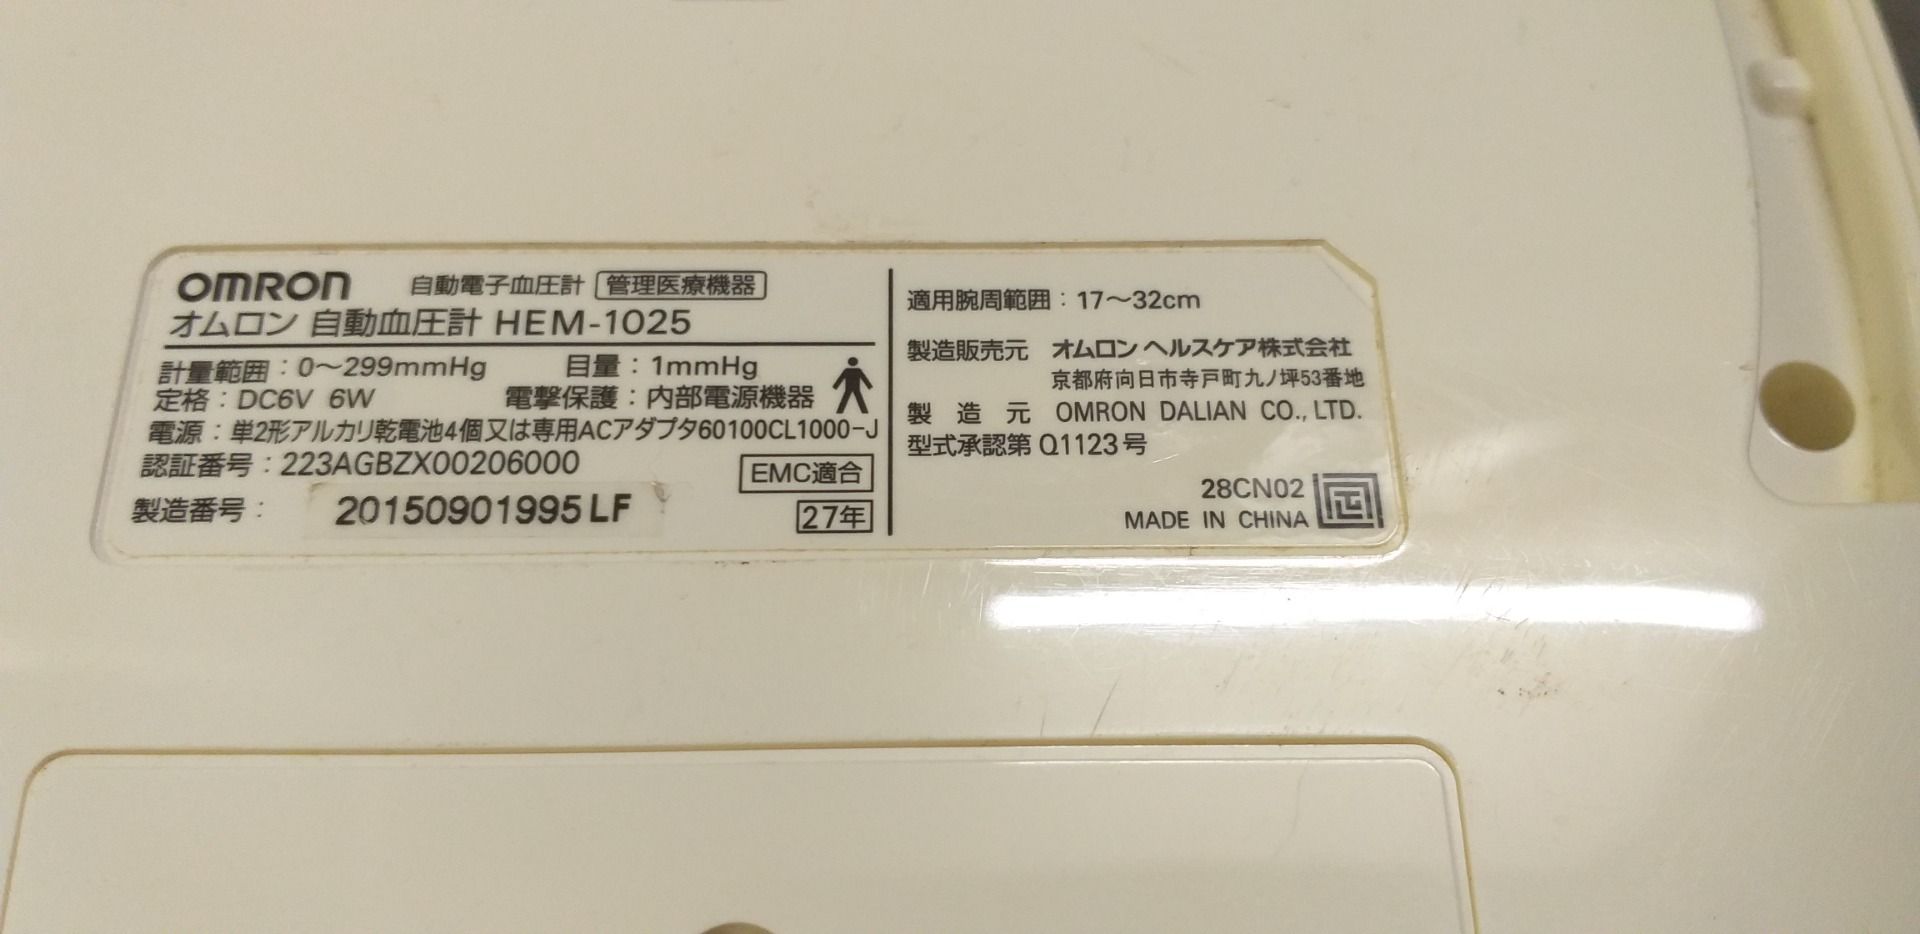 OMRON 自動電子血圧計 管理医療機器
オムロン 自動血圧計 HEM-1025
計量範囲：0～299mmHg 目量：1mmHg
定格：DC6V 6W 電撃保護：内部電源機器
電源：単2形アルカリ乾電池4個又は専用ACアダプタ60100CL1000-J
認証番号：223AGBZX00206000 EMC適合
製造番号： 20150901995LF 27年
適用腕周範囲：17～32cm
製造販売元 オムロン ヘルスケア株式会社
京都府向日市寺戸町九ノ坪53番地
製造元 OMRON DALIAN CO., LTD.
型式承認第 Q1123号
28CN02
MADE IN CHINA